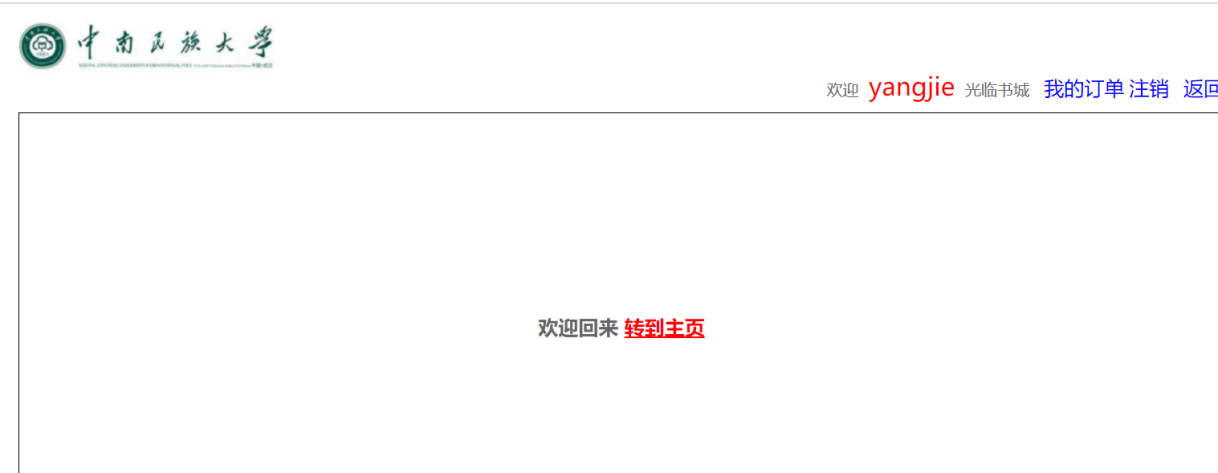 中南民族大学
欢迎 yangjie 光临书城 我的订单 注销 返回
欢迎回来 转到主页